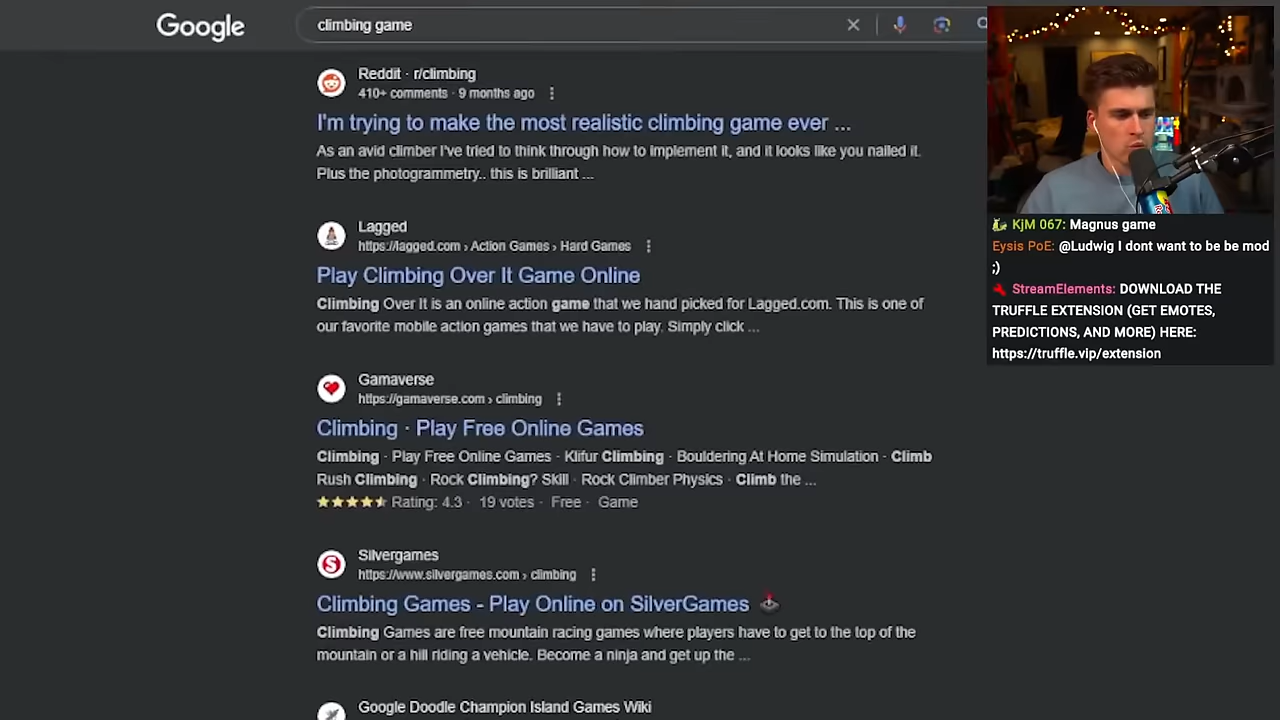 Google
climbing game
Reddit · r/climbing
410+ comments · 9 months ago
I'm trying to make the most realistic climbing game ever ...
As an avid climber I've tried to think through how to implement it, and it looks like you nailed it.
Plus the photogrammetry.. this is brilliant ...
Lagged
https://lagged.com › Action Games › Hard Games
Play Climbing Over It Game Online
Climbing Over It is an online action game that we hand picked for Lagged.com. This is one of
our favorite mobile action games that we have to play. Simply click ...
Gamaverse
https://gamaverse.com › climbing
Climbing · Play Free Online Games
Climbing · Play Free Online Games · Klifur Climbing · Bouldering At Home Simulation · Climb
Rush Climbing · Rock Climbing? Skill · Rock Climber Physics · Climb the ...
Rating: 4.3 · 19 votes · Free · Game
Silvergames
https://www.silvergames.com › climbing
Climbing Games - Play Online on SilverGames
Climbing Games are free mountain racing games where players have to get to the top of the
mountain or a hill riding a vehicle. Become a ninja and get up the ...
Google Doodle Champion Island Games Wiki
KjM 067: Magnus game
Eysis PoE: @Ludwig I dont want to be be mod
;)
StreamElements: DOWNLOAD THE
TRUFFLE EXTENSION (GET EMOTES,
PREDICTIONS, AND MORE) HERE:
https://truffle.vip/extension